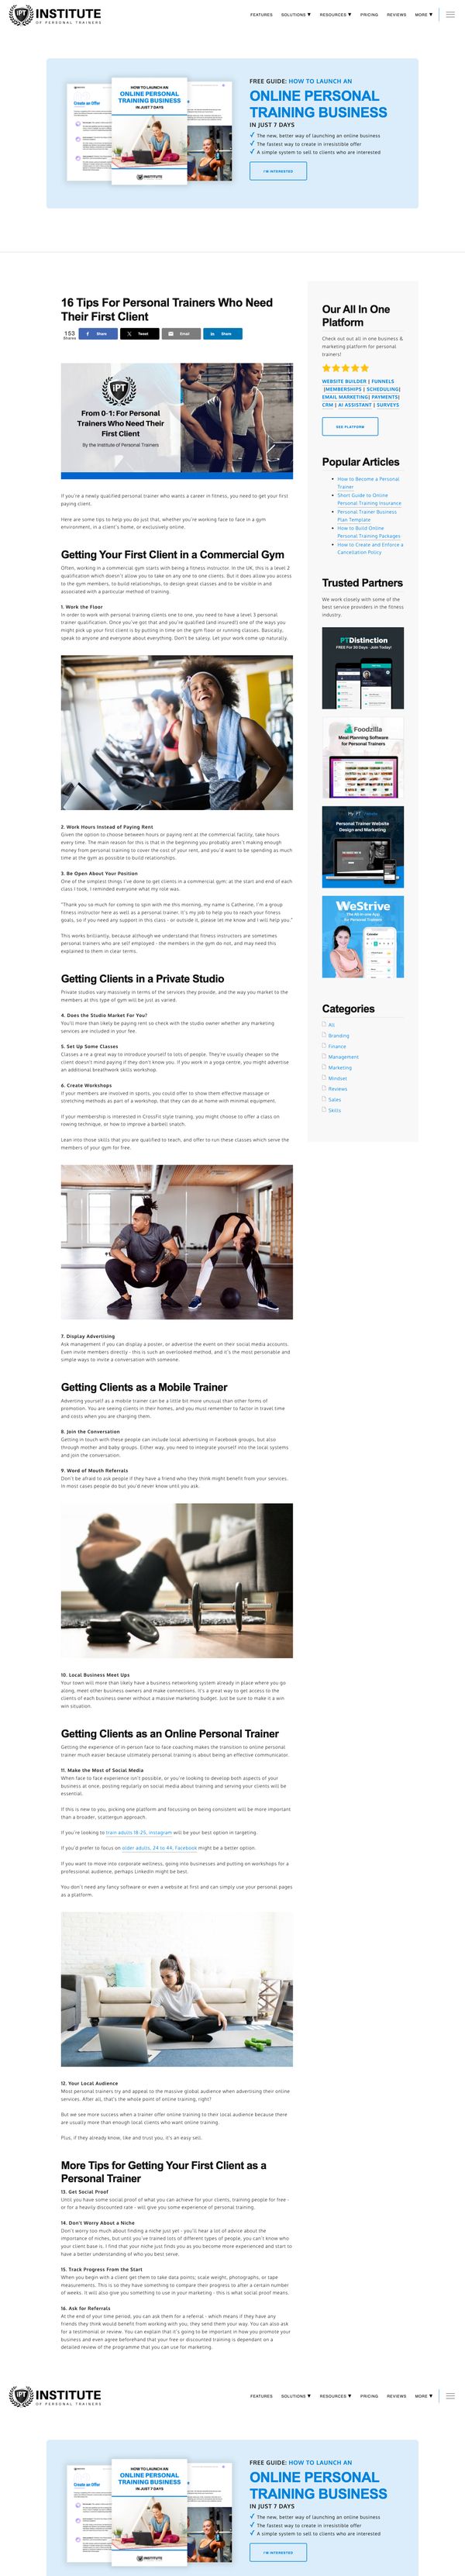 IPT INSTITUTE
OF PERSONAL TRAINERS
FEATURES SOLUTIONS ▼ RESOURCES ▼ PRICING REVIEWS MORE ▼
Create an Offer
HOW TO LAUNCH AN
ONLINE PERSONAL
TRAINING BUSINESS
IN JUST 7 DAYS
INSTITUTE
FREE GUIDE: HOW TO LAUNCH AN
ONLINE PERSONAL
TRAINING BUSINESS
IN JUST 7 DAYS
✓ The new, better way of launching an online business
✓ The fastest way to create in irresistible offer
✓ A simple system to sell to clients who are interested
I'M INTERESTED
16 Tips For Personal Trainers Who Need
Their First Client
153
Shares
Share
Tweet
Email
Share
IPT
From 0-1: For Personal
Trainers Who Need Their
First Client
By the Institute of Personal Trainers
If you're a newly qualified personal trainer who wants a career in fitness, you need to get your first
paying client.
Here are some tips to help you do just that, whether you're training face to face in a gym
environment, in a client's home, or exclusively online.
Getting Your First Client in a Commercial Gym
Often, working in a commercial gym starts with being a fitness instructor. In the UK, this is a level 2
qualification which doesn't allow you to take on any one to one clients. But it does allow you access
to the gym members, to build relationships, to design gym classes and to be visible in areas
associated with a particular method of training.
1. Work the Floor
In order to work with personal training clients one to one, you need to have a level 3 personal
trainer qualification. Once you've got that (and you're qualified and insured!) one of the ways you
might pick up your first client is by putting in time on the gym floor or running classes. Basically,
speak to anyone and everyone about everything. Don't be salesy. Let your work come up naturally.
2. Work Hours Instead of Paying Rent
Given the option to choose between hours or paying rent at the commercial facility, take hours
every time. The main reason for this is that in the beginning you probably aren't making enough
money from personal training to cover the cost of your rent, and you'd want to be spending as much
time at the gym as possible to build relationships.
3. Be Open About Your Position
One of the simplest things I've done to get clients in a commercial gym: at the start and end of each
class I took, I reminded everyone what my role was.
"Thank you so much for coming to spin with me this morning, my name is Catherine, I'm a group
fitness instructor here as well as a personal trainer. It's my job to help you to reach your fitness
goals, so if you need any support in this class - or outside of it - please let me know and I will help you."
This works brilliantly, because although we understand that fitness instructors are sometimes
personal trainers who are self employed - the members in the gym do not, and may need this
explained to them in clear terms.
Getting Clients in a Private Studio
Private studios vary massively in terms of the services they provide, and the way you market to the
members at this type of gym will be just as varied.
4. Does the Studio Market For You?
You'll more than likely be paying rent so check with the studio owner whether any marketing
services are included in your fee.
5. Set Up Some Classes
Classes are a great way to introduce yourself to lots of people. They're usually cheaper so the
client doesn't mind paying if they don't know or enjoy. If you work in a yoga centre, you might advertise
an additional breathwork skills workshop.
6. Create Workshops
If your members are involved in sports, you could offer to show them effective massage or
stretching methods as part of a workshop, that they can do at home with minimal equipment.
If your membership is interested in CrossFit style training, you might choose to offer a class on
rowing technique, or how to improve a barbell snatch.
Lean into those skills that you are qualified to teach, and offer to run these classes which serve the
members of your gym for free.
7. Display Advertising
Ask management if you can display a poster, or advertise the event on their social media accounts.
Even invite members directly - this is such an overlooked method, and it's the most personable and
simple ways to invite a conversation with someone.
Getting Clients as a Mobile Trainer
Advertising yourself as a mobile trainer can be a little bit more unusual than other forms of
promotion. You are seeing clients in their homes, and you must remember to factor in travel time
and costs when you are charging them.
8. Join the Conversation
Getting in touch with these people can include local advertising in Facebook groups, but also
through mother and baby groups. Either way, you need to integrate yourself into the local systems
and join the conversation.
9. Word of Mouth Referrals
Don't be afraid to ask people if they have a friend who they think might benefit from your services.
In most cases people do but you'd never know until you ask.
10. Local Business Meet Ups
Your town will more than likely have a business networking system already in place where you go
along, meet other business owners and make connections. It's a great way to get access to the
clients of each business owner without a massive marketing budget. Just be sure to make it a win
win situation.
Getting Clients as an Online Personal Trainer
Getting the experience of in person face to face coaching makes the transition to online personal
trainer much easier because ultimately personal training is about being an effective communicator.
11. Make the Most of Social Media
When face to face experience isn't possible, or you're looking to develop both aspects of your
business at once, posting regularly on social media about training and serving your clients will be
essential.
If this is new to you, picking one platform and focussing on being consistent will be more important
than a broader, scattergun approach.
If you're looking to train adults 18-25, Instagram will be your best option in targeting.
If you'd prefer to focus on older adults, 24 to 44, Facebook might be a better option.
If you want to move into corporate wellness, going into businesses and putting on workshops for a
professional audience, perhaps LinkedIn might be best.
You don't need any fancy software or even a website at first and can simply use your personal pages
as a platform.
12. Your Local Audience
Most personal trainers try and appeal to the massive global audience when advertising their online
services. After all, that's the whole point of online training, right?
But we see more success when a trainer offers online training to their local audience because there
are usually more than enough local clients who want online training.
Plus, if they already know, like and trust you, it's an easy sell.
More Tips for Getting Your First Client as a
Personal Trainer
13. Get Social Proof
Until you have some social proof of what you can achieve for your clients, training people for free -
or for a heavily discounted rate - will give you some experience of personal training.
14. Don't Worry About a Niche
Don't worry too much about finding a niche just yet - you'll hear a lot of advice about the
importance of niches, but until you've trained lots of different types of people, you can't know who
your client base is. I find that your niche just finds you as you become more experienced and start to
have a better understanding of who you best serve.
15. Track Progress From the Start
When you begin with a client get them to take data points; scale weight, photographs, or tape
measurements. This is so they have something to compare their progress to after a certain number
of weeks. It will also give you something to use in your marketing - this is what social proof means.
16. Ask for Referrals
At the end of your time period, you can ask them for a referral - which means if they have any
friends they think would benefit from working with you, they send them your way. You can also ask
for a testimonial or review. You can explain that it's going to be important in how you promote your
business and even agree beforehand that your free or discounted training is dependant on a
detailed review of the programme that you can use for marketing.
Our All In One
Platform
Check out out all in one business &
marketing platform for personal
trainers!
WEBSITE BUILDER | FUNNELS
|MEMBERSHIPS | SCHEDULING|
EMAIL MARKETING| PAYMENTS|
CRM | AI ASSISTANT | SURVEYS
SEE PLATFORM
Popular Articles
How to Become a Personal
Trainer
Short Guide to Online
Personal Training Insurance
Personal Trainer Business
Plan Template
How to Build Online
Personal Training Packages
How to Create and Enforce a
Cancellation Policy
Trusted Partners
We work closely with some of the
best service providers in the fitness
industry.
PTDistinction
FREE For 30 Days - Join Today!
Foodzilla
Meal Planning Software
for Personal Trainers
My PT
Personal Trainer Website
Design and Marketing
WeStrive
The All-in-one App
for Personal Trainers
Categories
All
Branding
Finance
Management
Marketing
Mindset
Reviews
Sales
Skills
IPT INSTITUTE
OF PERSONAL TRAINERS
FEATURES SOLUTIONS ▼ RESOURCES ▼ PRICING REVIEWS MORE ▼
Create an Offer
HOW TO LAUNCH AN
ONLINE PERSONAL
TRAINING BUSINESS
IN JUST 7 DAYS
INSTITUTE
FREE GUIDE: HOW TO LAUNCH AN
ONLINE PERSONAL
TRAINING BUSINESS
IN JUST 7 DAYS
✓ The new, better way of launching an online business
✓ The fastest way to create in irresistible offer
✓ A simple system to sell to clients who are interested
I'M INTERESTED